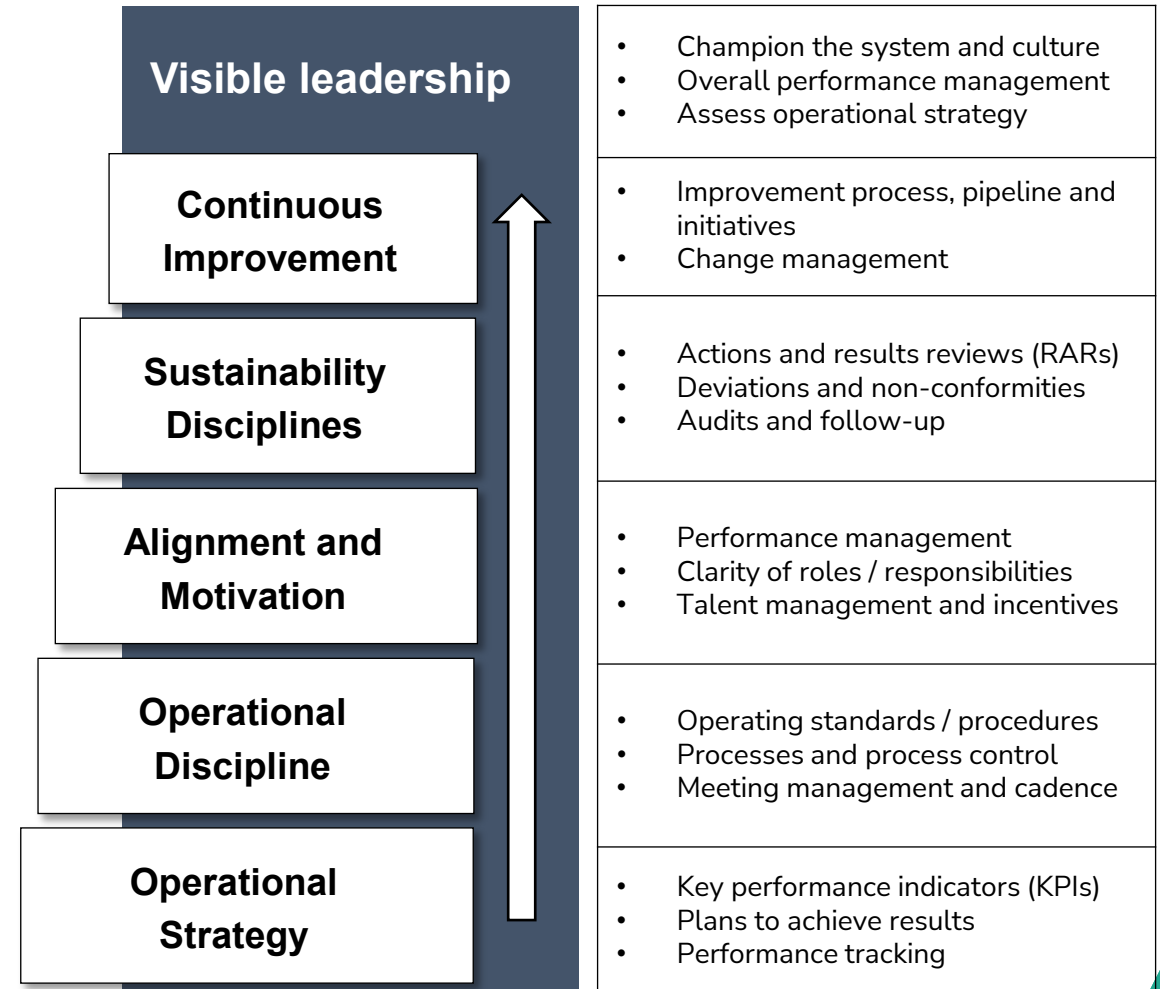 Visible leadership
• Champion the system and culture
• Overall performance management
• Assess operational strategy
Continuous
Improvement
• Improvement process, pipeline and
initiatives
• Change management
Sustainability
Disciplines
• Actions and results reviews (RARs)
• Deviations and non-conformities
• Audits and follow-up
Alignment and
Motivation
• Performance management
• Clarity of roles / responsibilities
• Talent management and incentives
Operational
Discipline
• Operating standards / procedures
• Processes and process control
• Meeting management and cadence
Operational
Strategy
• Key performance indicators (KPIs)
• Plans to achieve results
• Performance tracking